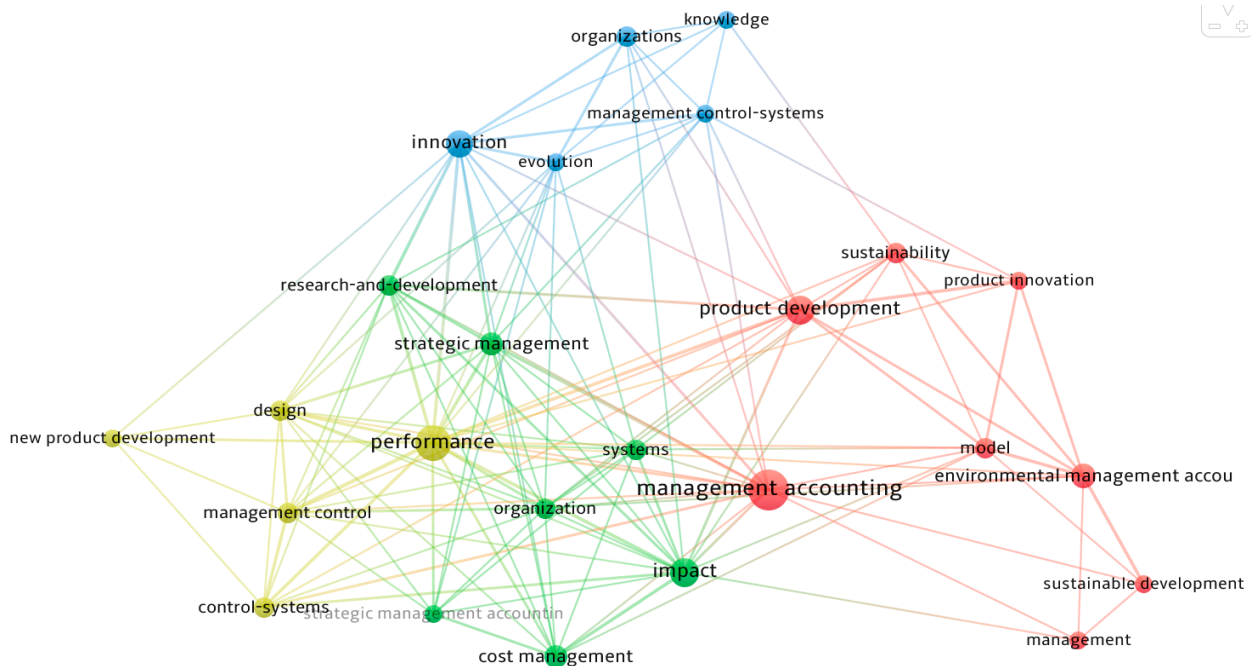 knowledge
organizations
management control-systems
innovation
evolution
sustainability
product innovation
research-and-development
product development
strategic management
design
new product development
performance
systems
model
environmental management accou
management accounting
management control
organization
impact
sustainable development
control-systems
strategic management accountin
management
cost management